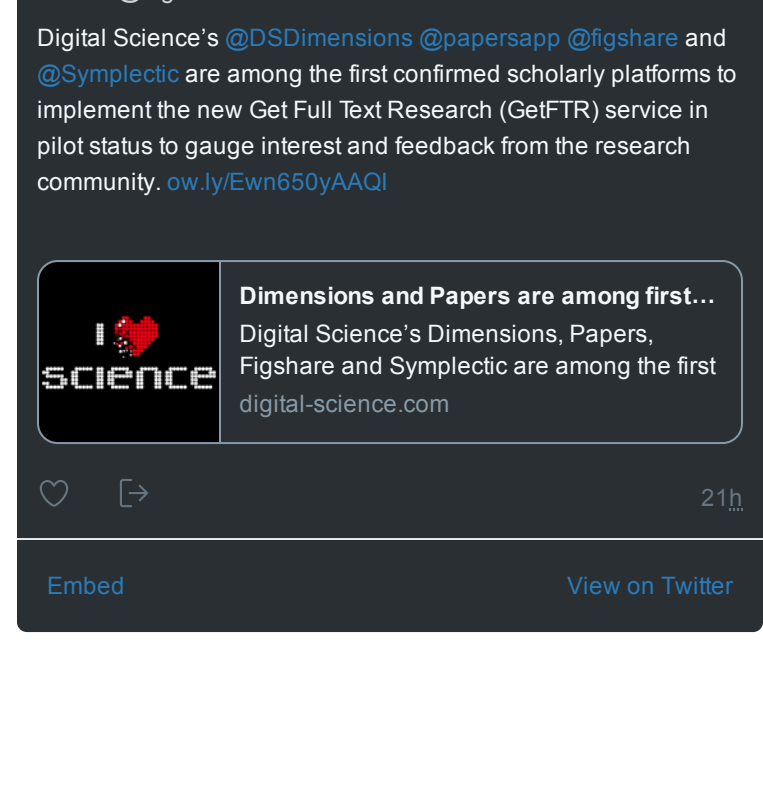 Digital Science’s @DSDimensions @papersapp @figshare and
@Symplectic are among the first confirmed scholarly platforms to
implement the new Get Full Text Research (GetFTR) service in
pilot status to gauge interest and feedback from the research
community. ow.ly/Ewn650yAAQI
I
science
Dimensions and Papers are among first…
Digital Science’s Dimensions, Papers,
Figshare and Symplectic are among the first
digital-science.com
21h
Embed
View on Twitter